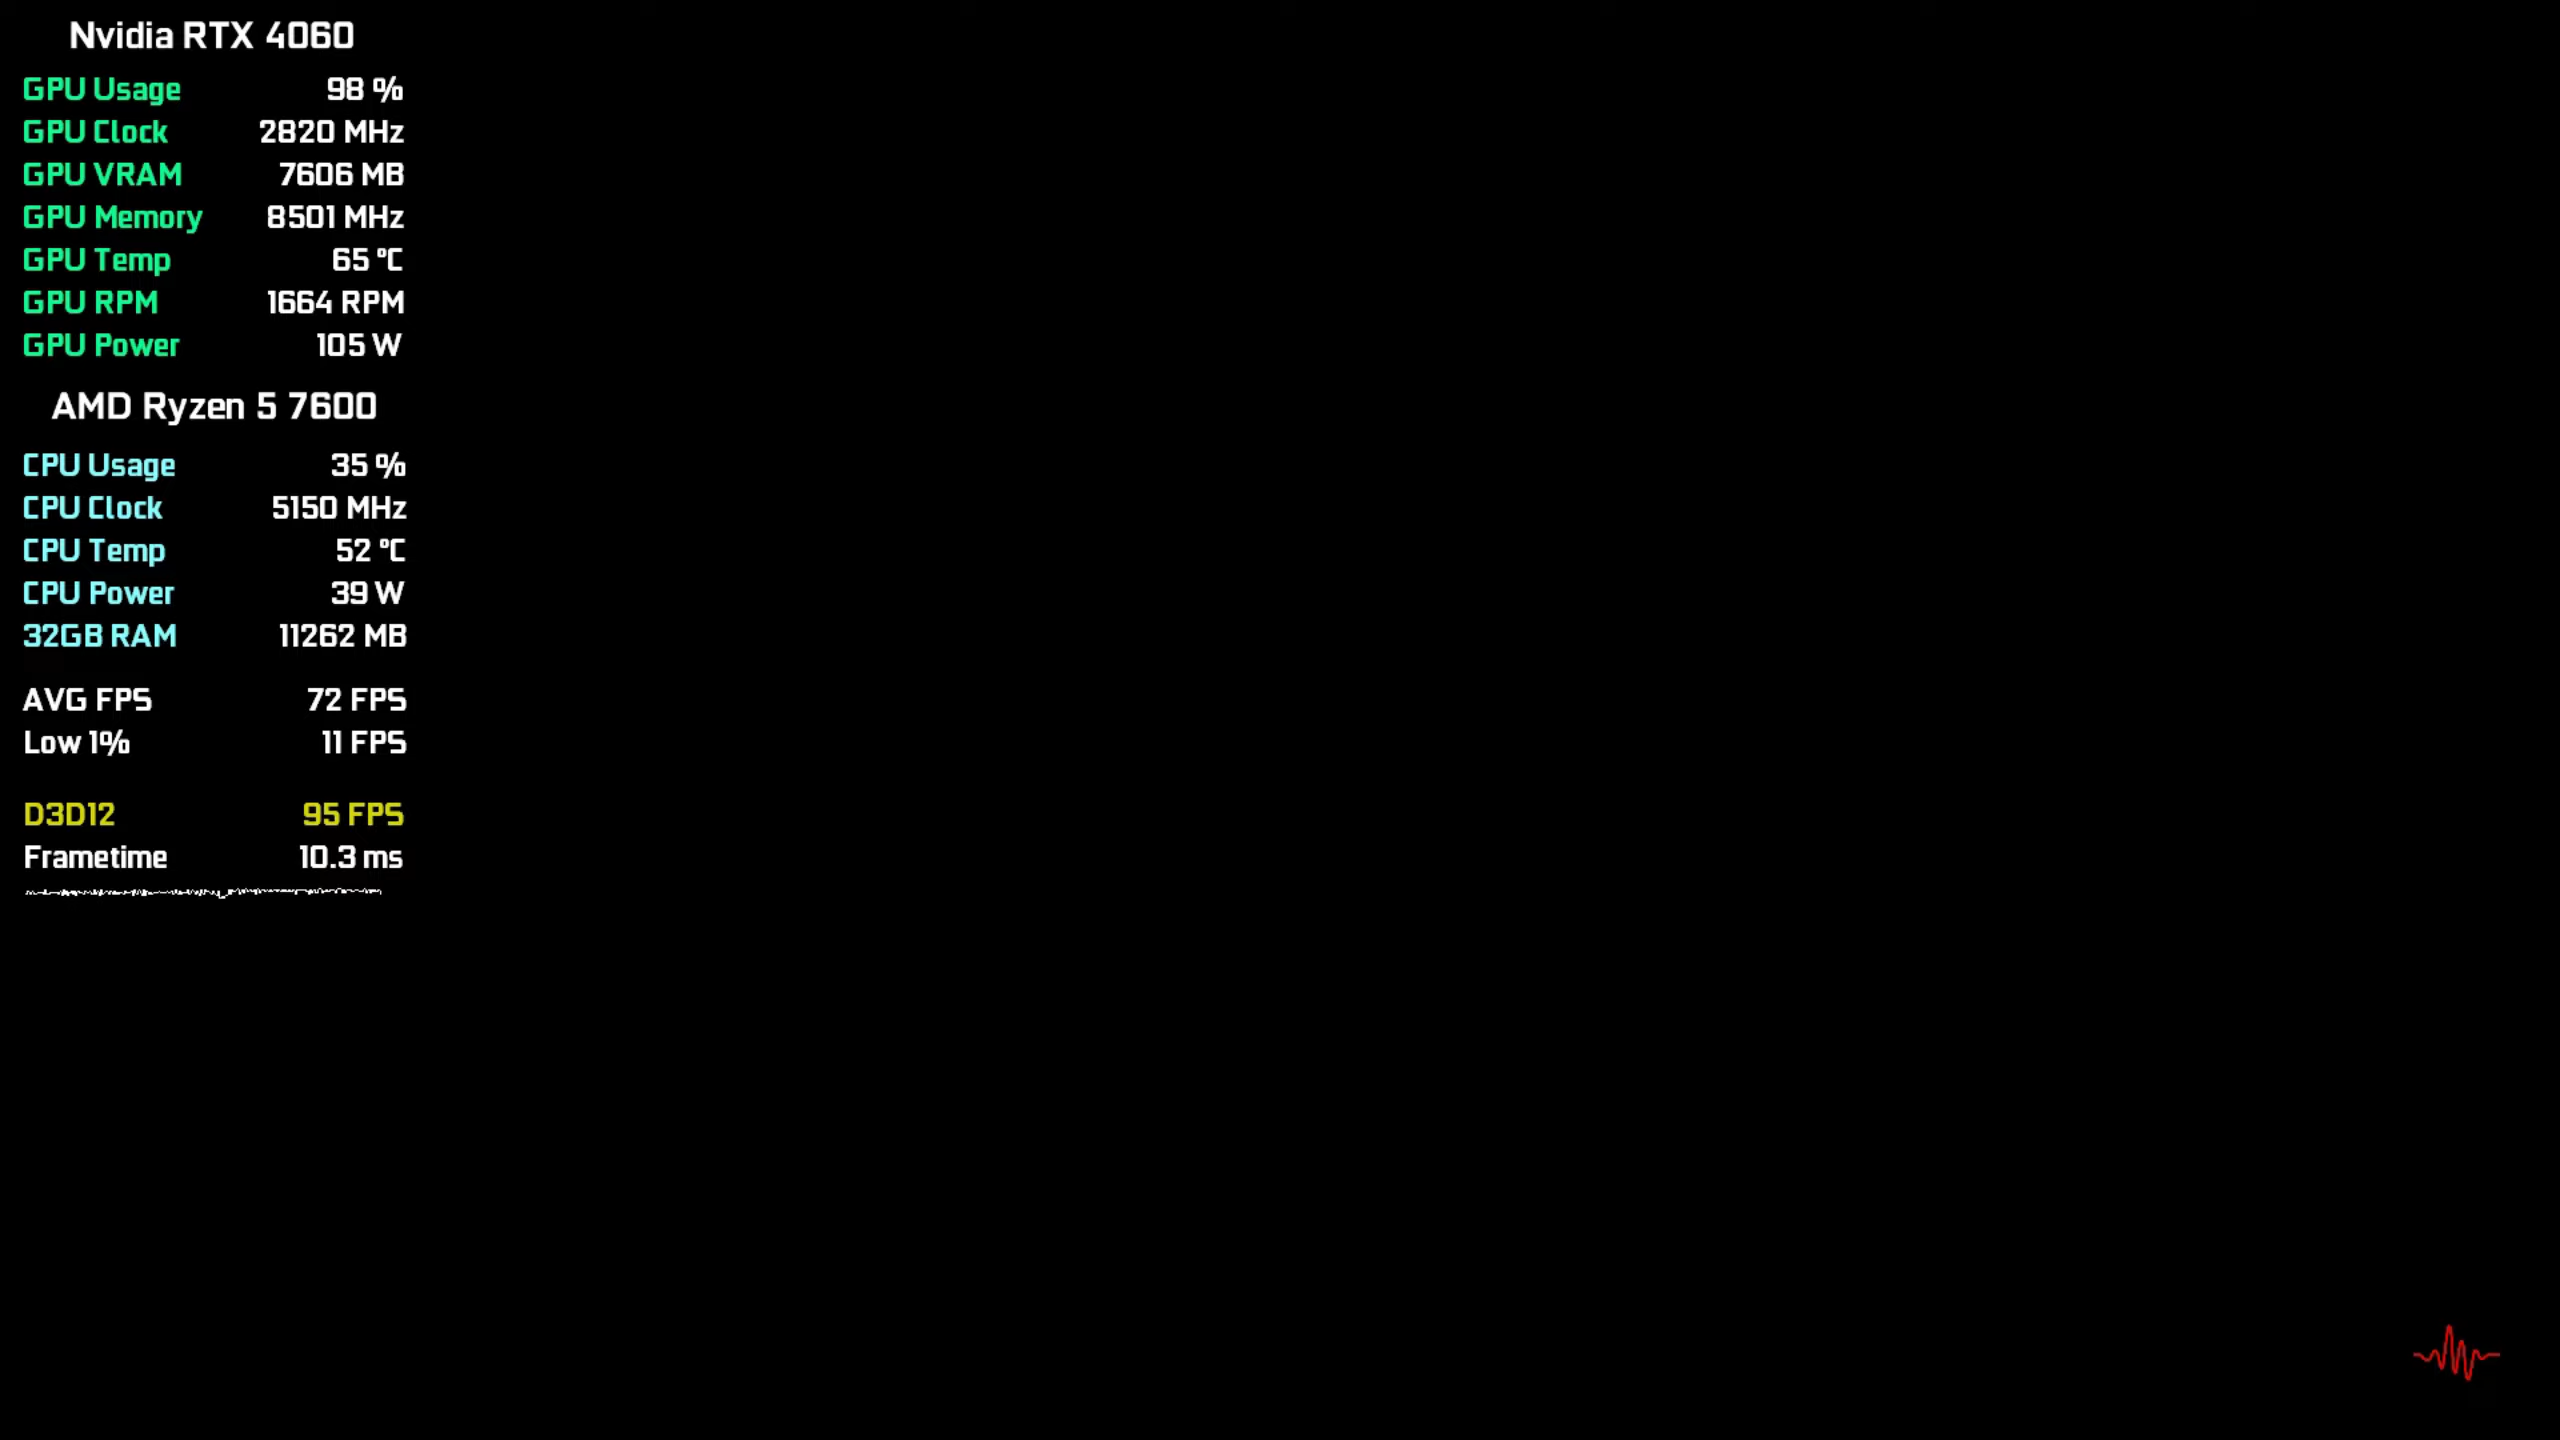 Nvidia RTX 4060
GPU Usage 98 %
GPU Clock 2820 MHz
GPU VRAM 7606 MB
GPU Memory 8501 MHz
GPU Temp 65 °C
GPU RPM 1664 RPM
GPU Power 105 W
AMD Ryzen 5 7600
CPU Usage 35 %
CPU Clock 5150 MHz
CPU Temp 52 °C
CPU Power 39 W
32GB RAM 11262 MB
AVG FPS 72 FPS
Low 1% 11 FPS
D3D12 95 FPS
Frametime 10.3 ms